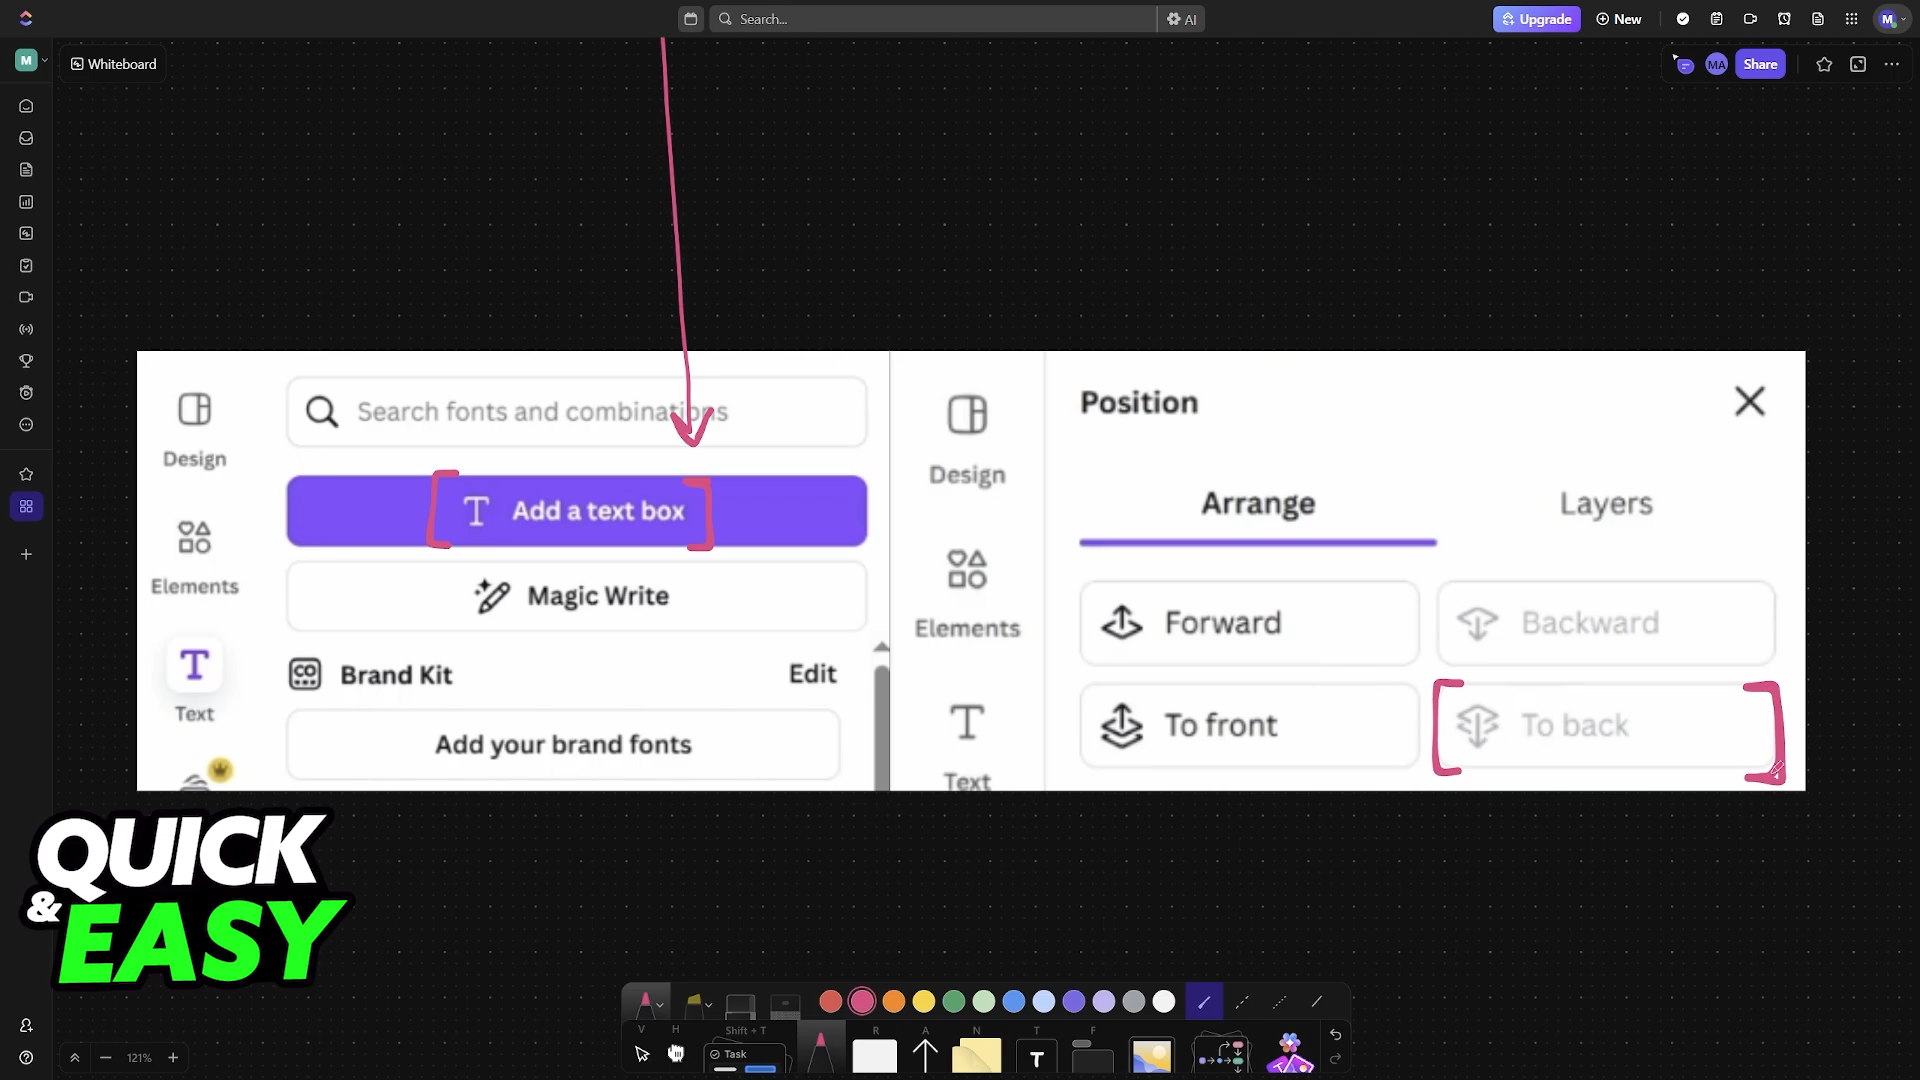 Search...
AI
Upgrade
New
M
M
Whiteboard
MA
Share
Search fonts and combinations
Design
Add a text box
Elements
Magic Write
Brand Kit
Edit
Text
Add your brand fonts
Position
Design
Arrange
Layers
Elements
Forward
Backward
To front
To back
Text
QUICK
& EASY
V
H
Shift + T
R
A
N
T
F
Task
T
121%